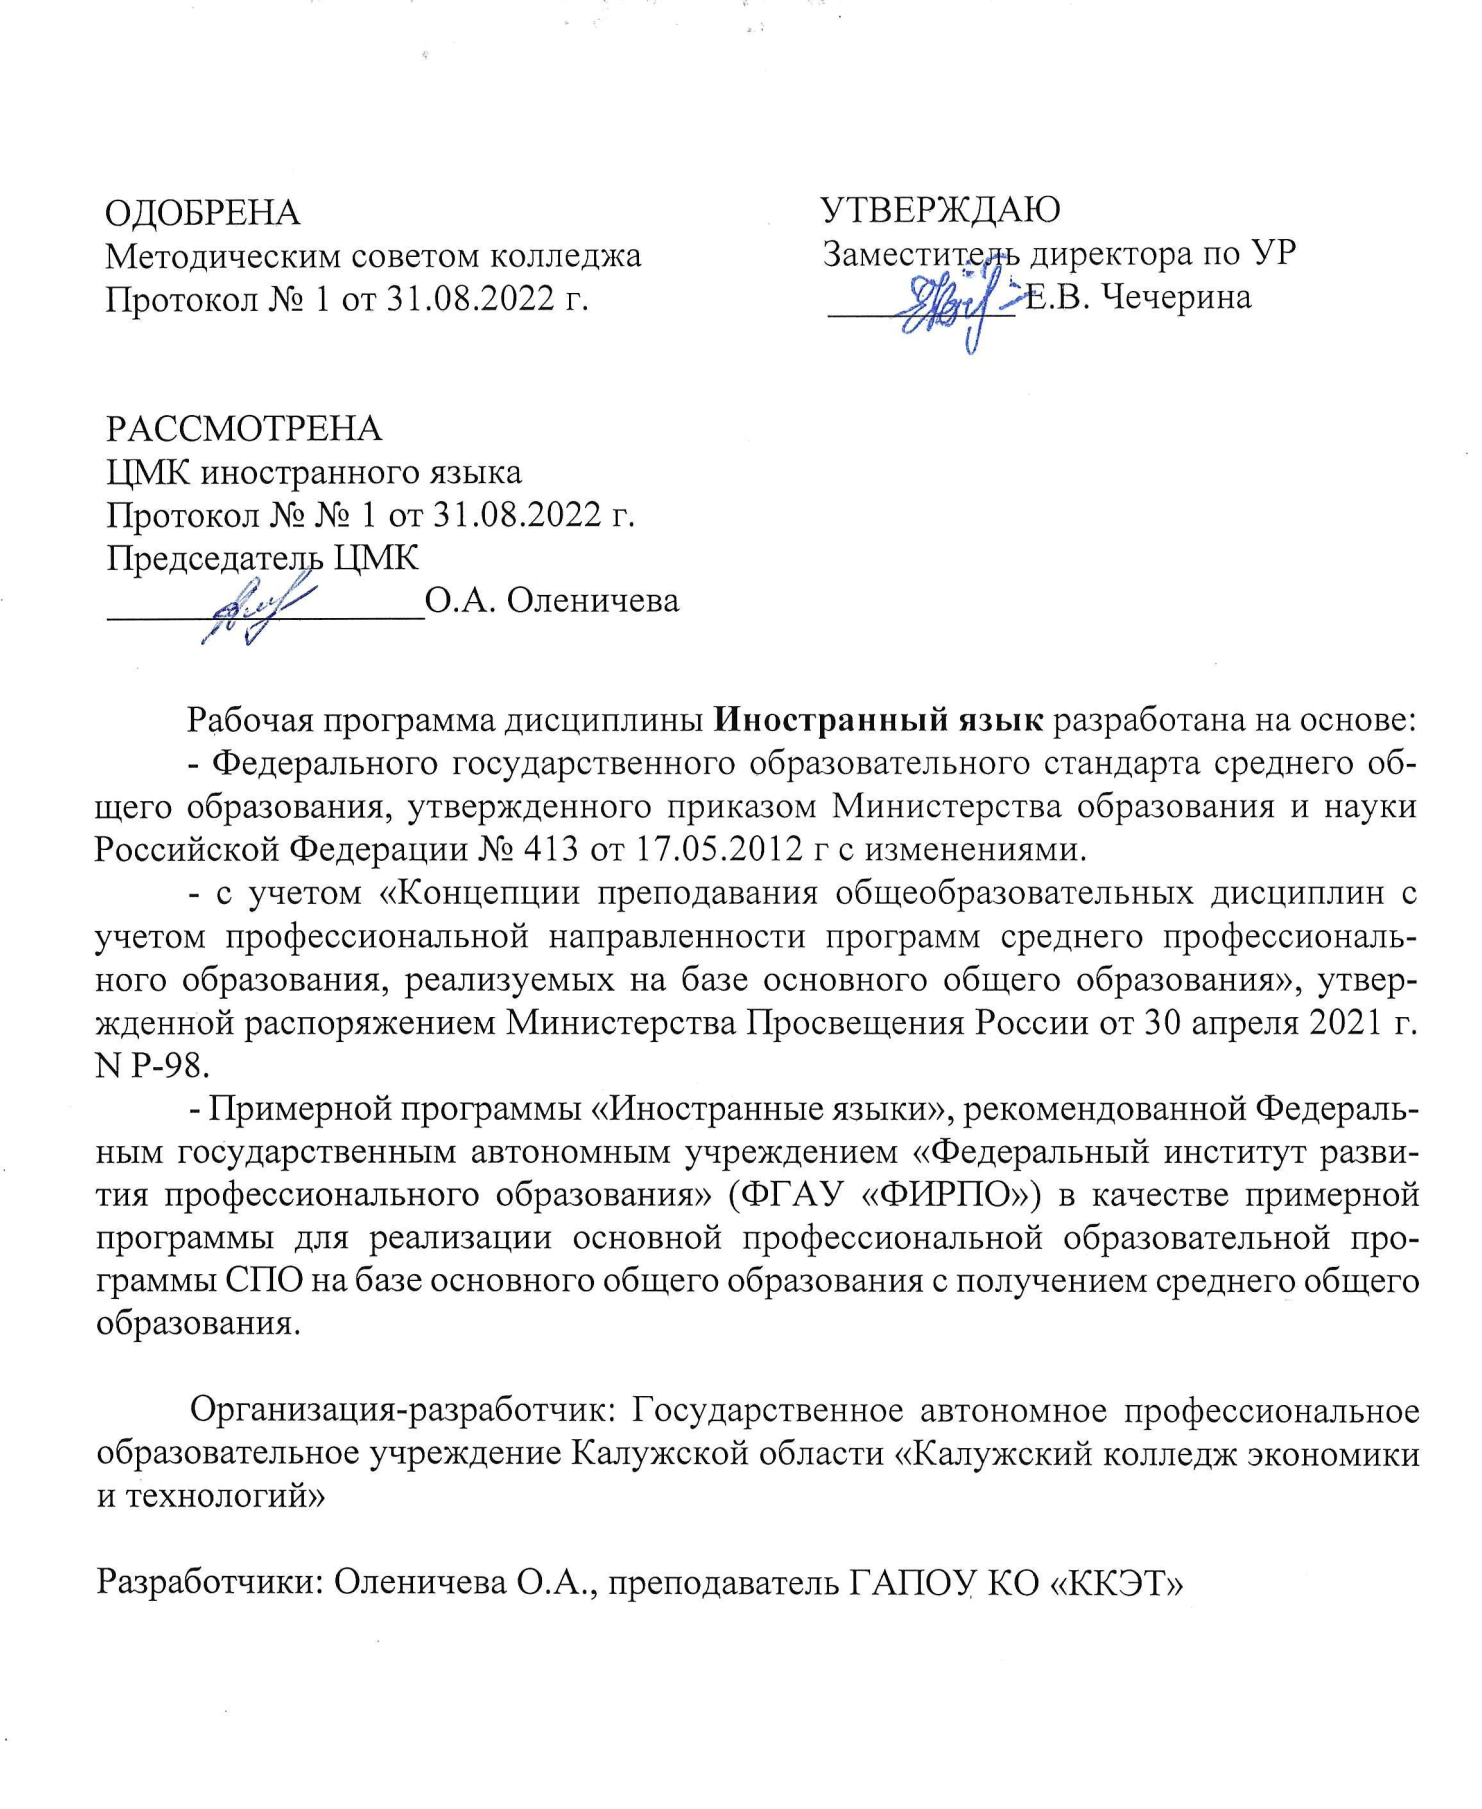 ОДОБРЕНА
Методическим советом колледжа
Протокол № 1 от 31.08.2022 г.
УТВЕРЖДАЮ
Заместитель директора по УР
Е.В. Чечерина
РАССМОТРЕНА
ЦМК иностранного языка
Протокол № № 1 от 31.08.2022 г.
Председатель ЦМК
О.А. Оленичева
Рабочая программа дисциплины Иностранный язык разработана на основе:
- Федерального государственного образовательного стандарта среднего об-
щего образования, утвержденного приказом Министерства образования и науки
Российской Федерации № 413 от 17.05.2012 г с изменениями.
- с учетом «Концепции преподавания общеобразовательных дисциплин с
учетом профессиональной направленности программ среднего профессиональ-
ного образования, реализуемых на базе основного общего образования», утвер-
жденной распоряжением Министерства Просвещения России от 30 апреля 2021 г.
N Р-98.
- Примерной программы «Иностранные языки», рекомендованной Федераль-
ным государственным автономным учреждением «Федеральный институт разви-
тия профессионального образования» (ФГАУ «ФИРПО») в качестве примерной
программы для реализации основной профессиональной образовательной про-
граммы СПО на базе основного общего образования с получением среднего общего
образования.
Организация-разработчик: Государственное автономное профессиональное
образовательное учреждение Калужской области «Калужский колледж экономики
и технологий»
Разработчики: Оленичева О.А., преподаватель ГАПОУ КО «ККЭТ»